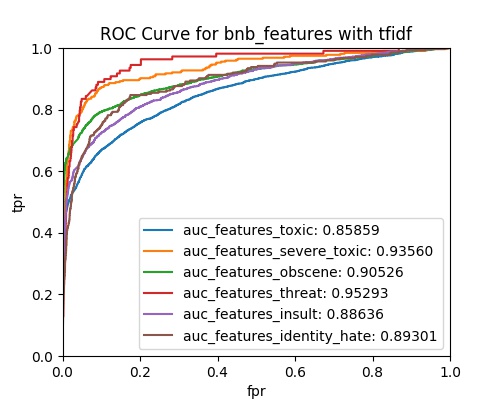 ROC Curve for bnb_features with tfidf
1.0
0.8
0.6
0.4
0.2
0.0
tpr
auc_features_toxic: 0.85859
auc_features_severe_toxic: 0.93560
auc_features_obscene: 0.90526
auc_features_threat: 0.95293
auc_features_insult: 0.88636
auc_features_identity_hate: 0.89301
0.0 0.2 0.4 0.6 0.8 1.0
fpr